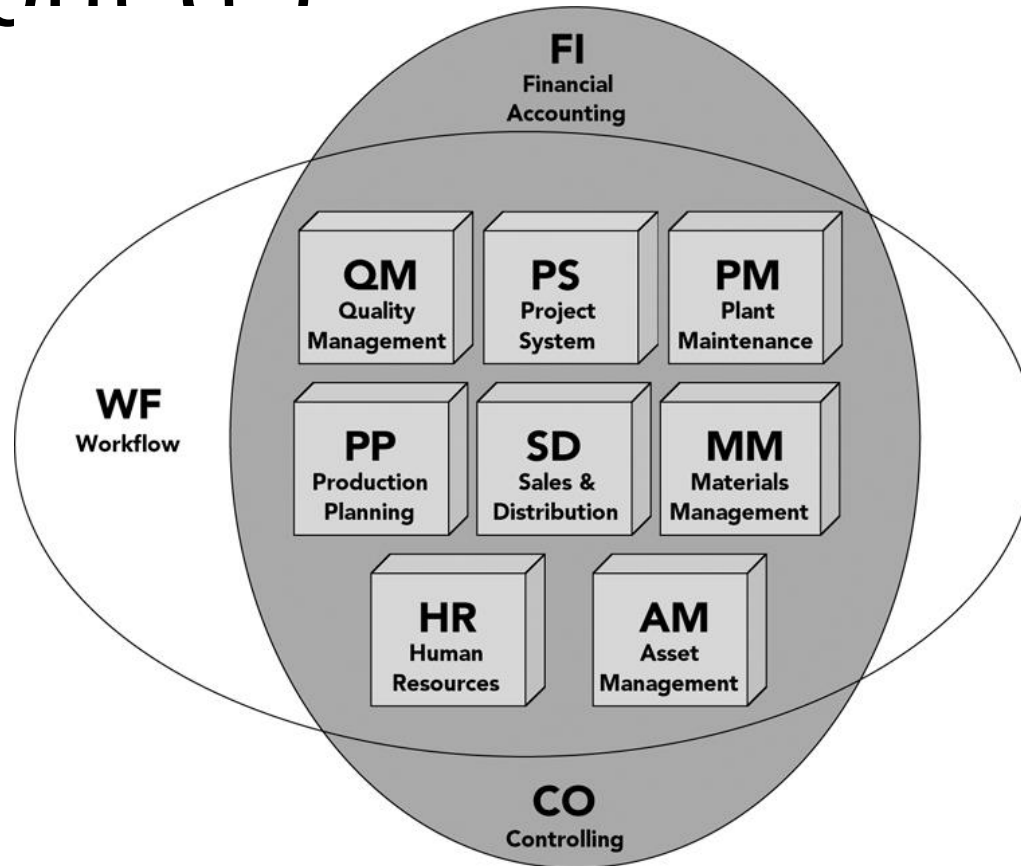 FI
Financial
Accounting
QM
Quality
Management
PS
Project
System
PM
Plant
Maintenance
WF
Workflow
PP
Production
Planning
SD
Sales &
Distribution
MM
Materials
Management
HR
Human
Resources
AM
Asset
Management
CO
Controlling